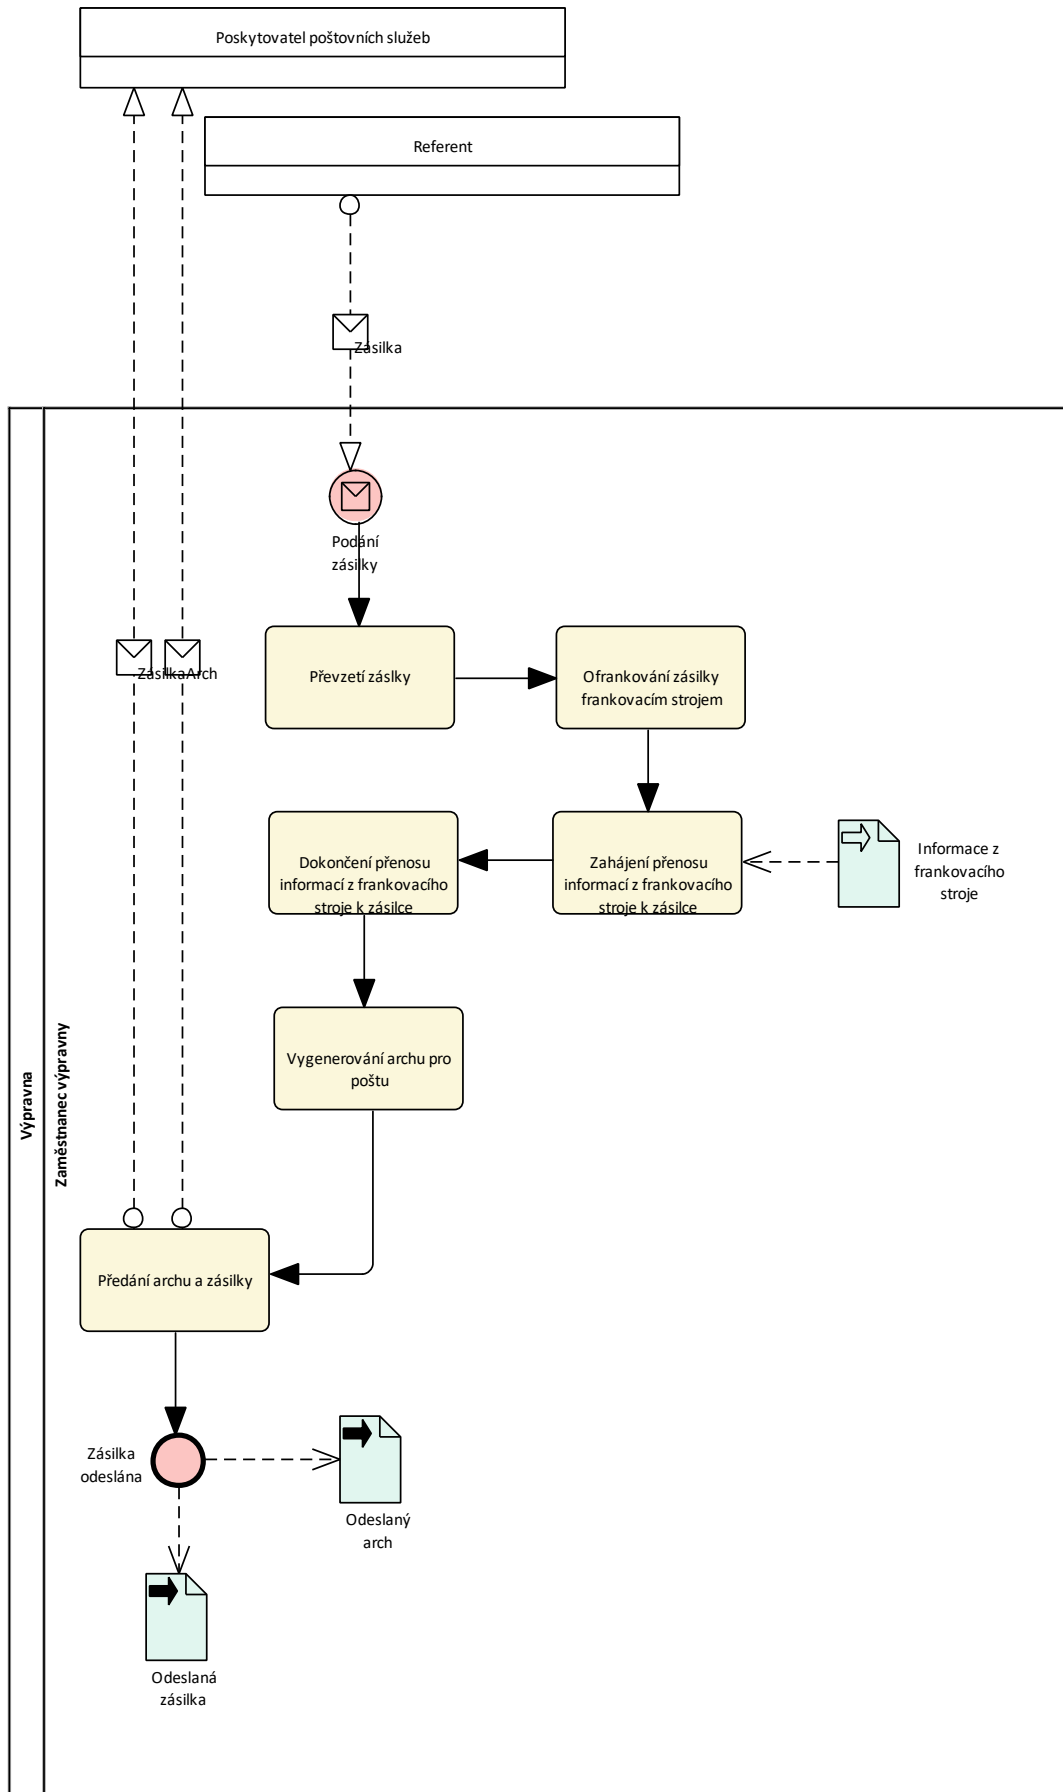 Poskytovatel poštovních služeb
Referent
Zásilka
Podání
zásilky
ZásilkaArch
Převzetí záslky
Ofrankování zásilky
frankovacím strojem
Dokončení přenosu
informací z frankovacího
stroje k zásilce
Zahájení přenosu
informací z frankovacího
stroje k zásilce
Informace z
frankovacího
stroje
Vygenerování archu pro
poštu
Výpravna
Zaměstnanec výpravny
Předání archu a zásilky
Zásilka
odeslána
Odeslaný
arch
Odeslaná
zásilka